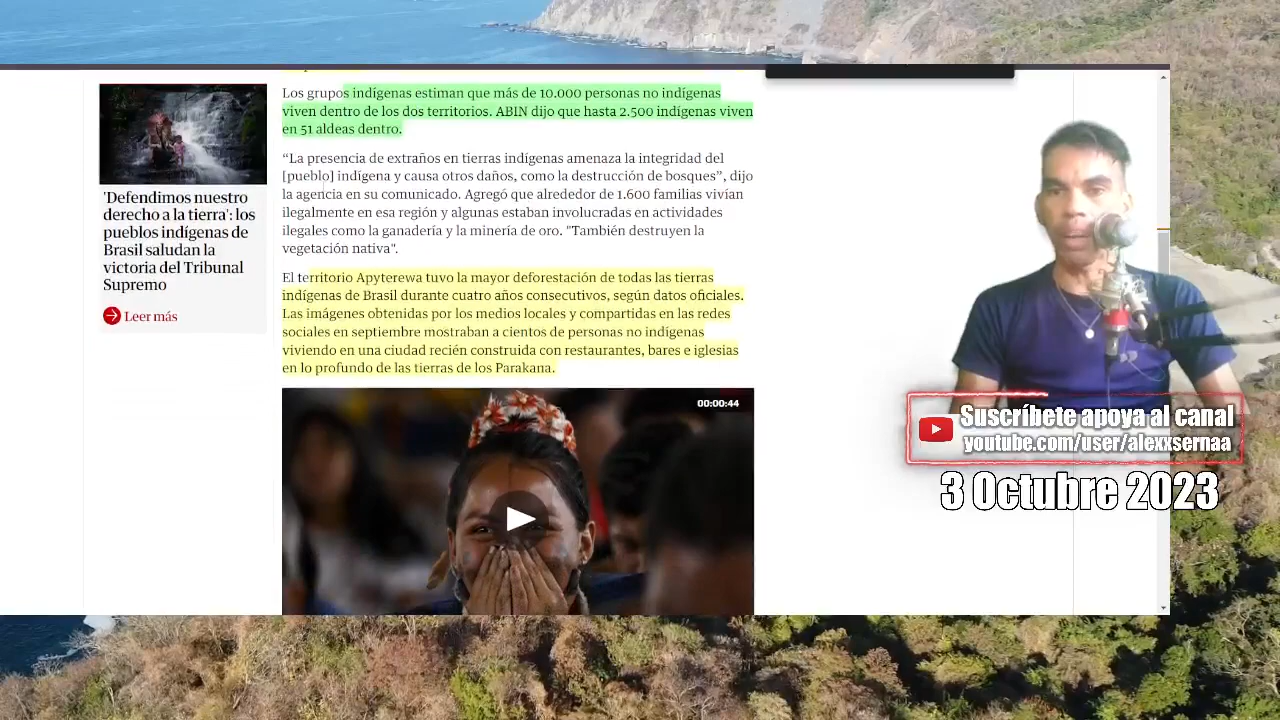 Los grupos indígenas estiman que más de 10.000 personas no indígenas
viven dentro de los dos territorios. ABIN dijo que hasta 2.500 indígenas viven
en 51 aldeas dentro.
“La presencia de extraños en tierras indígenas amenaza la integridad del
[pueblo] indígena y causa otros daños, como la destrucción de bosques”, dijo
la agencia en su comunicado. Agregó que alrededor de 1.600 familias vivían
ilegalmente en esa región y algunas estaban involucradas en actividades
ilegales como la ganadería y la minería de oro. "También destruyen la
vegetación nativa".
El territorio Apyterewa tuvo la mayor deforestación de todas las tierras
indígenas de Brasil durante cuatro años consecutivos, según datos oficiales.
Las imágenes obtenidas por los medios locales y compartidas en las redes
sociales en septiembre mostraban a cientos de personas no indígenas
viviendo en una ciudad recién construida con restaurantes, bares e iglesias
en lo profundo de las tierras de los Parakana.
00:00:44
'Defendimos nuestro
derecho a la tierra': los
pueblos indígenas de
Brasil saludan la
victoria del Tribunal
Supremo
Leer más
Suscríbete apoya al canal
youtube.com/user/alexxsernaa
3 Octubre 2023